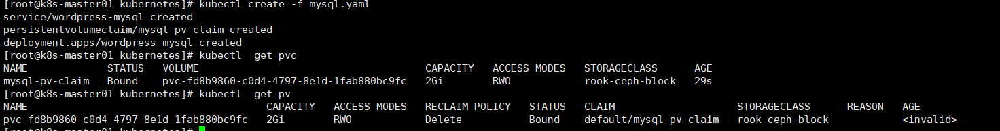 [root@k8s-master01 kubernetes]# kubectl create -f mysql.yaml
service/wordpress-mysql created
persistentvolumeclaim/mysql-pv-claim created
deployment.apps/wordpress-mysql created
[root@k8s-master01 kubernetes]# kubectl  get pvc
NAME             STATUS   VOLUME                                     CAPACITY   ACCESS MODES   STORAGECLASS      AGE
mysql-pv-claim   Bound    pvc-fd8b9860-c0d4-4797-8e1d-1fab880bc9fc   2Gi        RWO            rook-ceph-block   29s
[root@k8s-master01 kubernetes]# kubectl  get pv
NAME                                       CAPACITY   ACCESS MODES   RECLAIM POLICY   STATUS   CLAIM                    STORAGECLASS      REASON   AGE
pvc-fd8b9860-c0d4-4797-8e1d-1fab880bc9fc   2Gi        RWO            Delete           Bound    default/mysql-pv-claim   rook-ceph-block            <invalid>
[root@k8s-master01 kubernetes]#